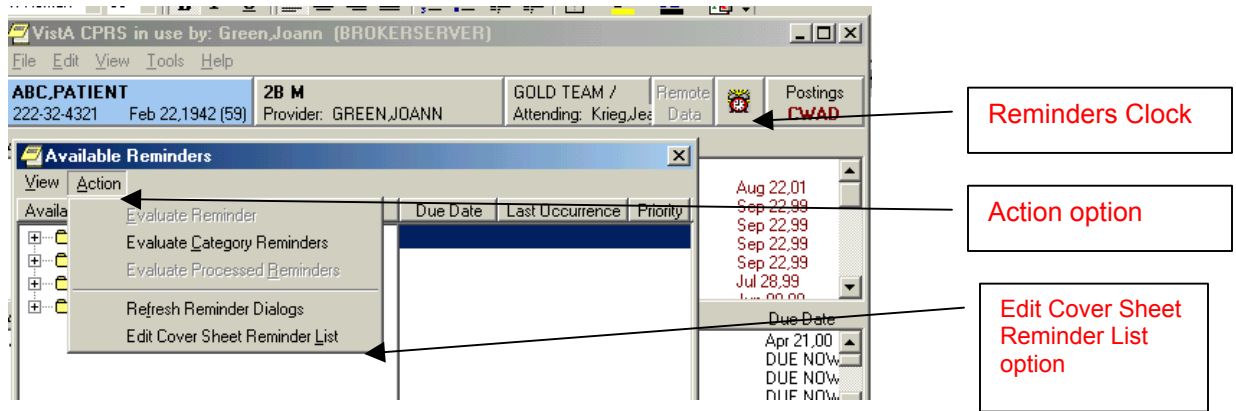 VistA CPRS in use by: Green,Joann (BROKERSERVER)
File Edit View Tools Help
ABC,PATIENT
222-32-4321 Feb 22,1942 (59)
2B M
Provider: GREEN,JOANN
GOLD TEAM /
Attending: Krieg,Jea
Remote
Data
Postings
CWAD
Reminders Clock
Available Reminders
View Action
Availa
Due Date Last Occurrence Priority
Evaluate Reminder
Evaluate Category Reminders
Evaluate Processed Reminders
Refresh Reminder Dialogs
Edit Cover Sheet Reminder List
Aug 22,01
Sep 22,99
Sep 22,99
Sep 22,99
Sep 22,99
Jul 28,99
Due Date
Apr 21,00
DUE NOW
DUE NOW
DUE NOW
Action option
Edit Cover Sheet
Reminder List
option